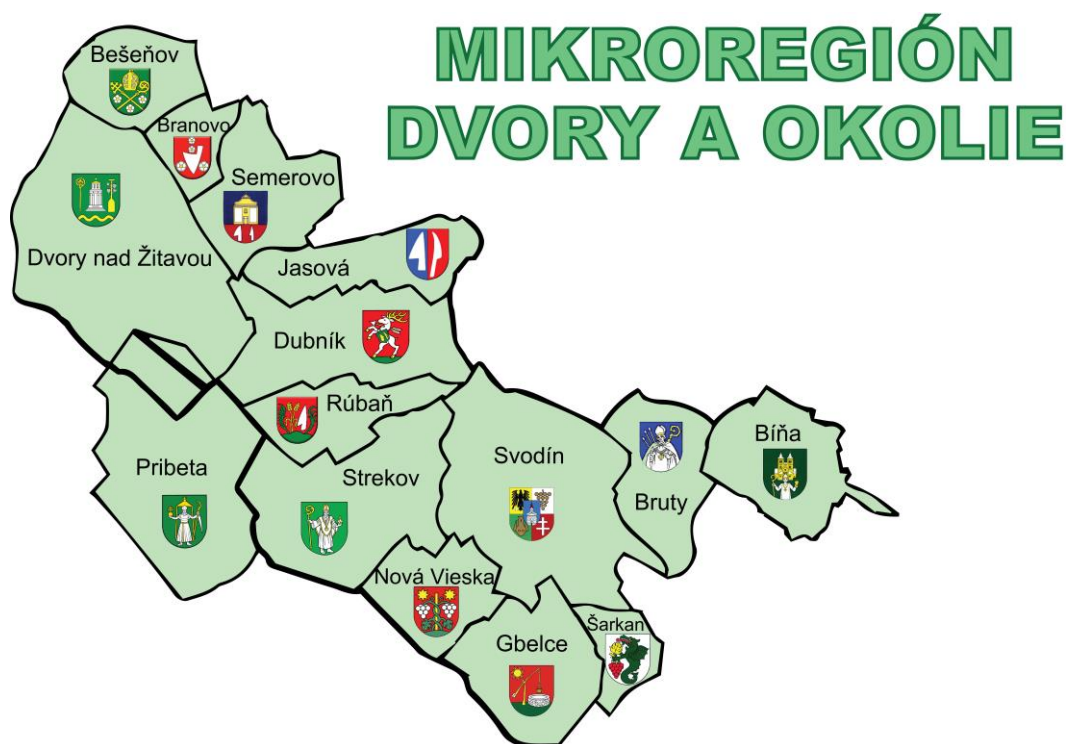 MIKROREGIÓN
DVORY A OKOLIE
Bešeňov
Branovo
Semerovo
Dvory nad Žitavou
Jasová
Dubník
Rúbaň
Pribeta
Strekov
Svodín
Bruty
Bíňa
Nová Vieska
Gbelce
Šarkan